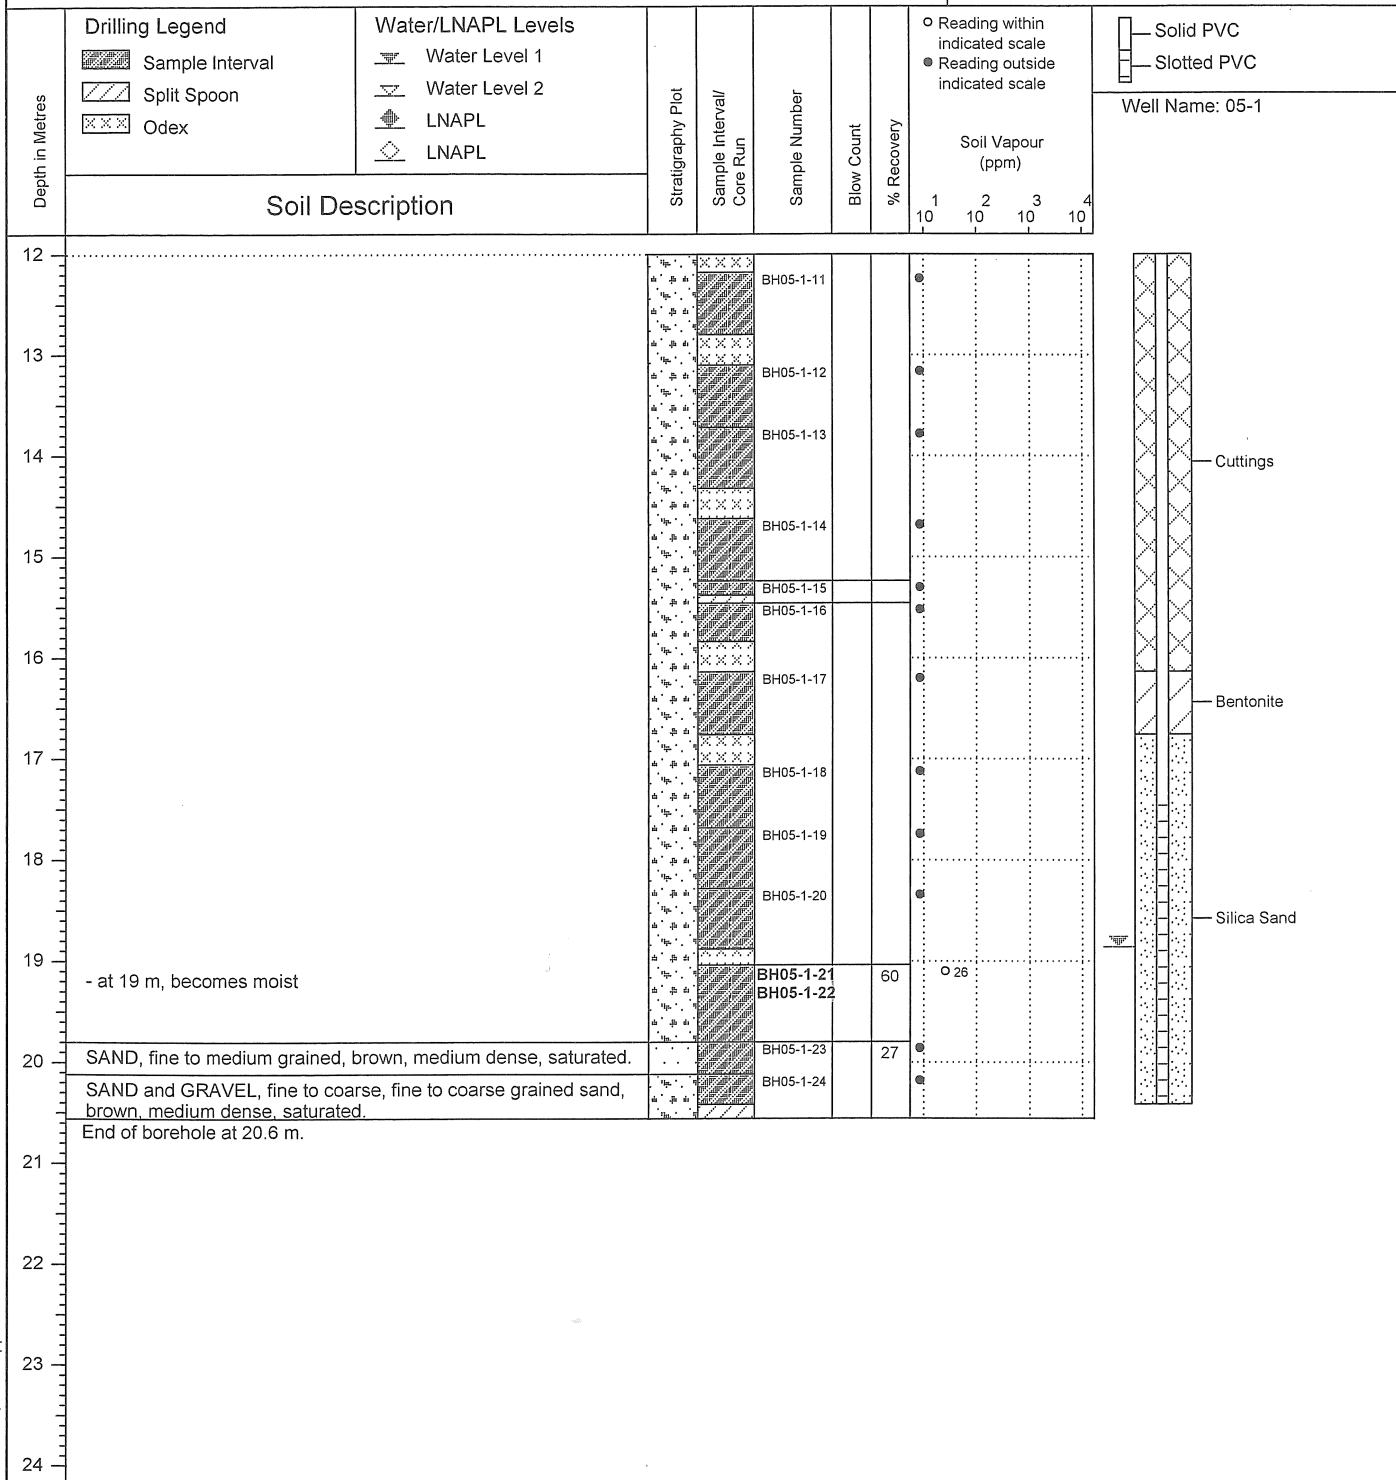 Drilling Legend
Sample Interval
Split Spoon
Odex
Water/LNAPL Levels
Water Level 1
Water Level 2
LNAPL
LNAPL
Depth in Metres
Soil Description
Stratigraphy Plot
Sample Interval/
Core Run
Sample Number
Blow Count
% Recovery
Reading within
indicated scale
Reading outside
indicated scale
Soil Vapour
(ppm)
10 1 10 2 10 3 10 4
Solid PVC
Slotted PVC
Well Name: 05-1
12
BH05-1-11
13
BH05-1-12
BH05-1-13
14
Cuttings
BH05-1-14
15
BH05-1-15
BH05-1-16
16
BH05-1-17
Bentonite
17
BH05-1-18
BH05-1-19
18
BH05-1-20
Silica Sand
19
- at 19 m, becomes moist
BH05-1-21 60 26
BH05-1-22
20
SAND, fine to medium grained, brown, medium dense, saturated.
BH05-1-23 27
SAND and GRAVEL, fine to coarse, fine to coarse grained sand,
brown, medium dense, saturated.
BH05-1-24
End of borehole at 20.6 m.
21
22
23
24